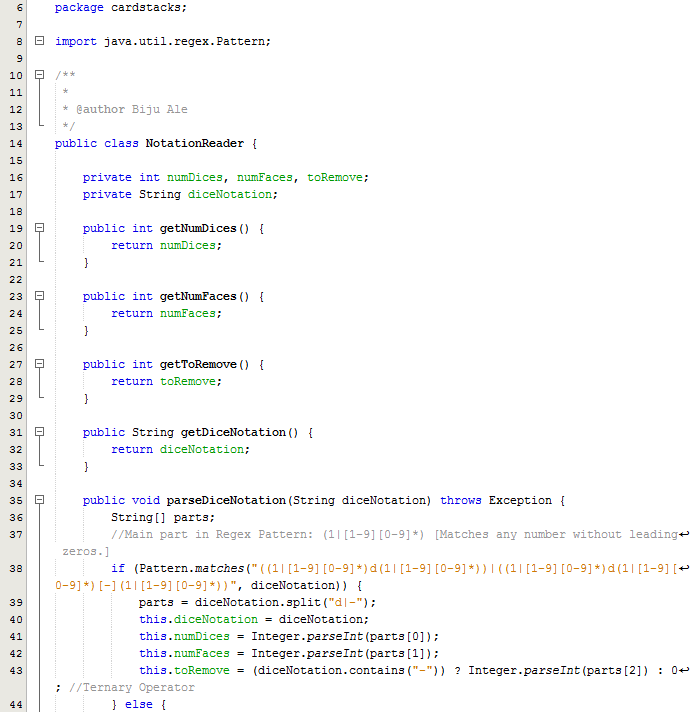 6 package cardstacks;
7
8 import java.util.regex.Pattern;
9
10 /**
11 *
12 * @author Biju Ale
13 */
14 public class NotationReader {
15
16 private int numDices, numFaces, toRemove;
17 private String diceNotation;
18
19 public int getNumDices() {
20 return numDices;
21 }
22
23 public int getNumFaces() {
24 return numFaces;
25 }
26
27 public int getToRemove() {
28 return toRemove;
29 }
30
31 public String getDiceNotation() {
32 return diceNotation;
33 }
34
35 public void parseDiceNotation(String diceNotation) throws Exception {
36 String[] parts;
37 //Main part in Regex Pattern: (1|[1-9][0-9]*) [Matches any number without leading↵
zeros.]
38 if (Pattern.matches("((1|[1-9][0-9]*)d(1|[1-9][0-9]*))|((1|[1-9][0-9]*)d(1|[1-9][↵
0-9]*)[-](1|[1-9][0-9]*))", diceNotation)) {
39 parts = diceNotation.split("d|-");
40 this.diceNotation = diceNotation;
41 this.numDices = Integer.parseInt(parts[0]);
42 this.numFaces = Integer.parseInt(parts[1]);
43 this.toRemove = (diceNotation.contains("-")) ? Integer.parseInt(parts[2]) : 0↵
; //Ternary Operator
44 } else {